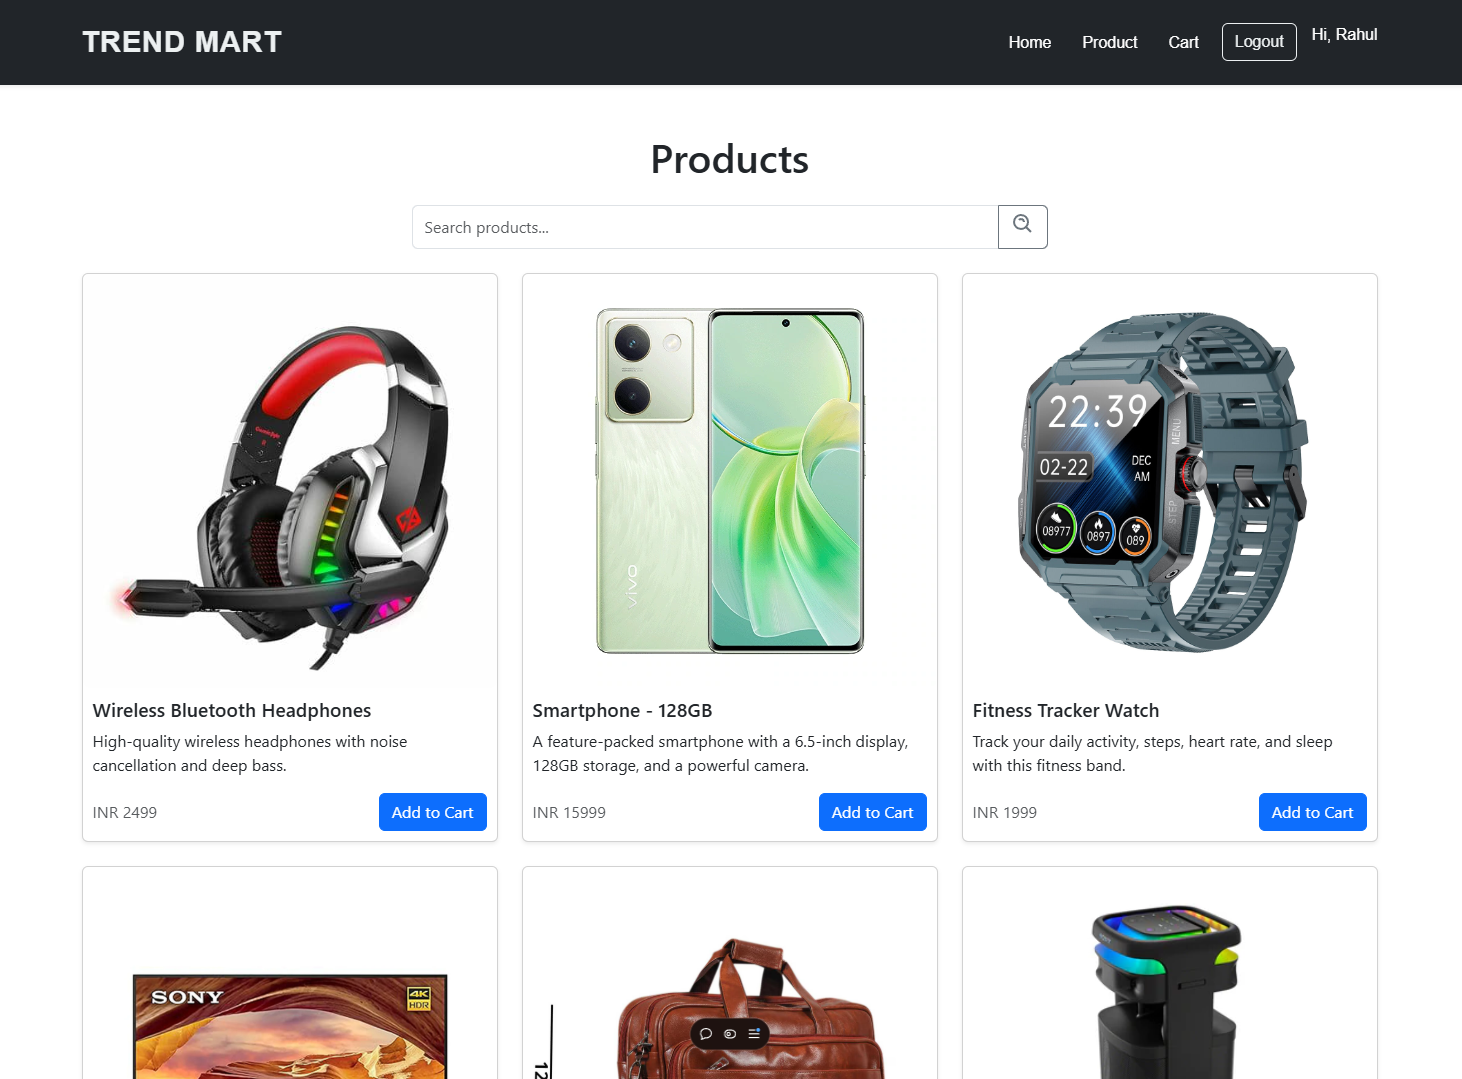 TREND MART
Home
Product
Cart
Logout
Hi, Rahul
Products
Search products...
22:39
02-22
DEC
AM
MENU
STEP
08977
0897
089
vivo
Wireless Bluetooth Headphones
High-quality wireless headphones with noise
cancellation and deep bass.
INR 2499
Add to Cart
Smartphone - 128GB
A feature-packed smartphone with a 6.5-inch display,
128GB storage, and a powerful camera.
INR 15999
Add to Cart
Fitness Tracker Watch
Track your daily activity, steps, heart rate, and sleep
with this fitness band.
INR 1999
Add to Cart
SONY
4K
HDR